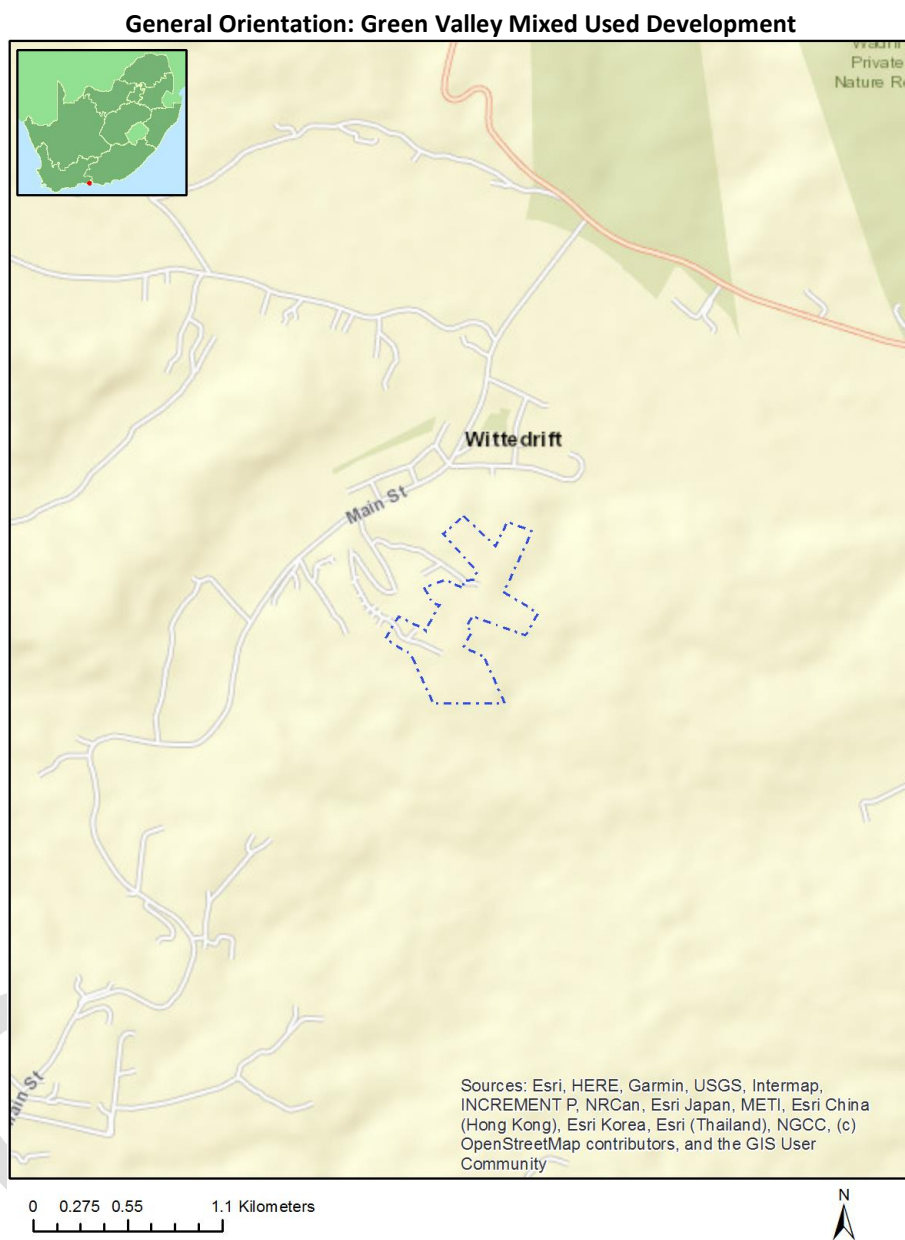 General Orientation: Green Valley Mixed Used Development
Private
Nature Re
Wittedrift
Main St
Main St
Sources: Esri, HERE, Garmin, USGS, Intermap,
INCREMENT P, NRCan, Esri Japan, METI, Esri China
(Hong Kong), Esri Korea, Esri (Thailand), NGCC, (c)
OpenStreetMap contributors, and the GIS User
Community
0 0.275 0.55 1.1 Kilometers
N